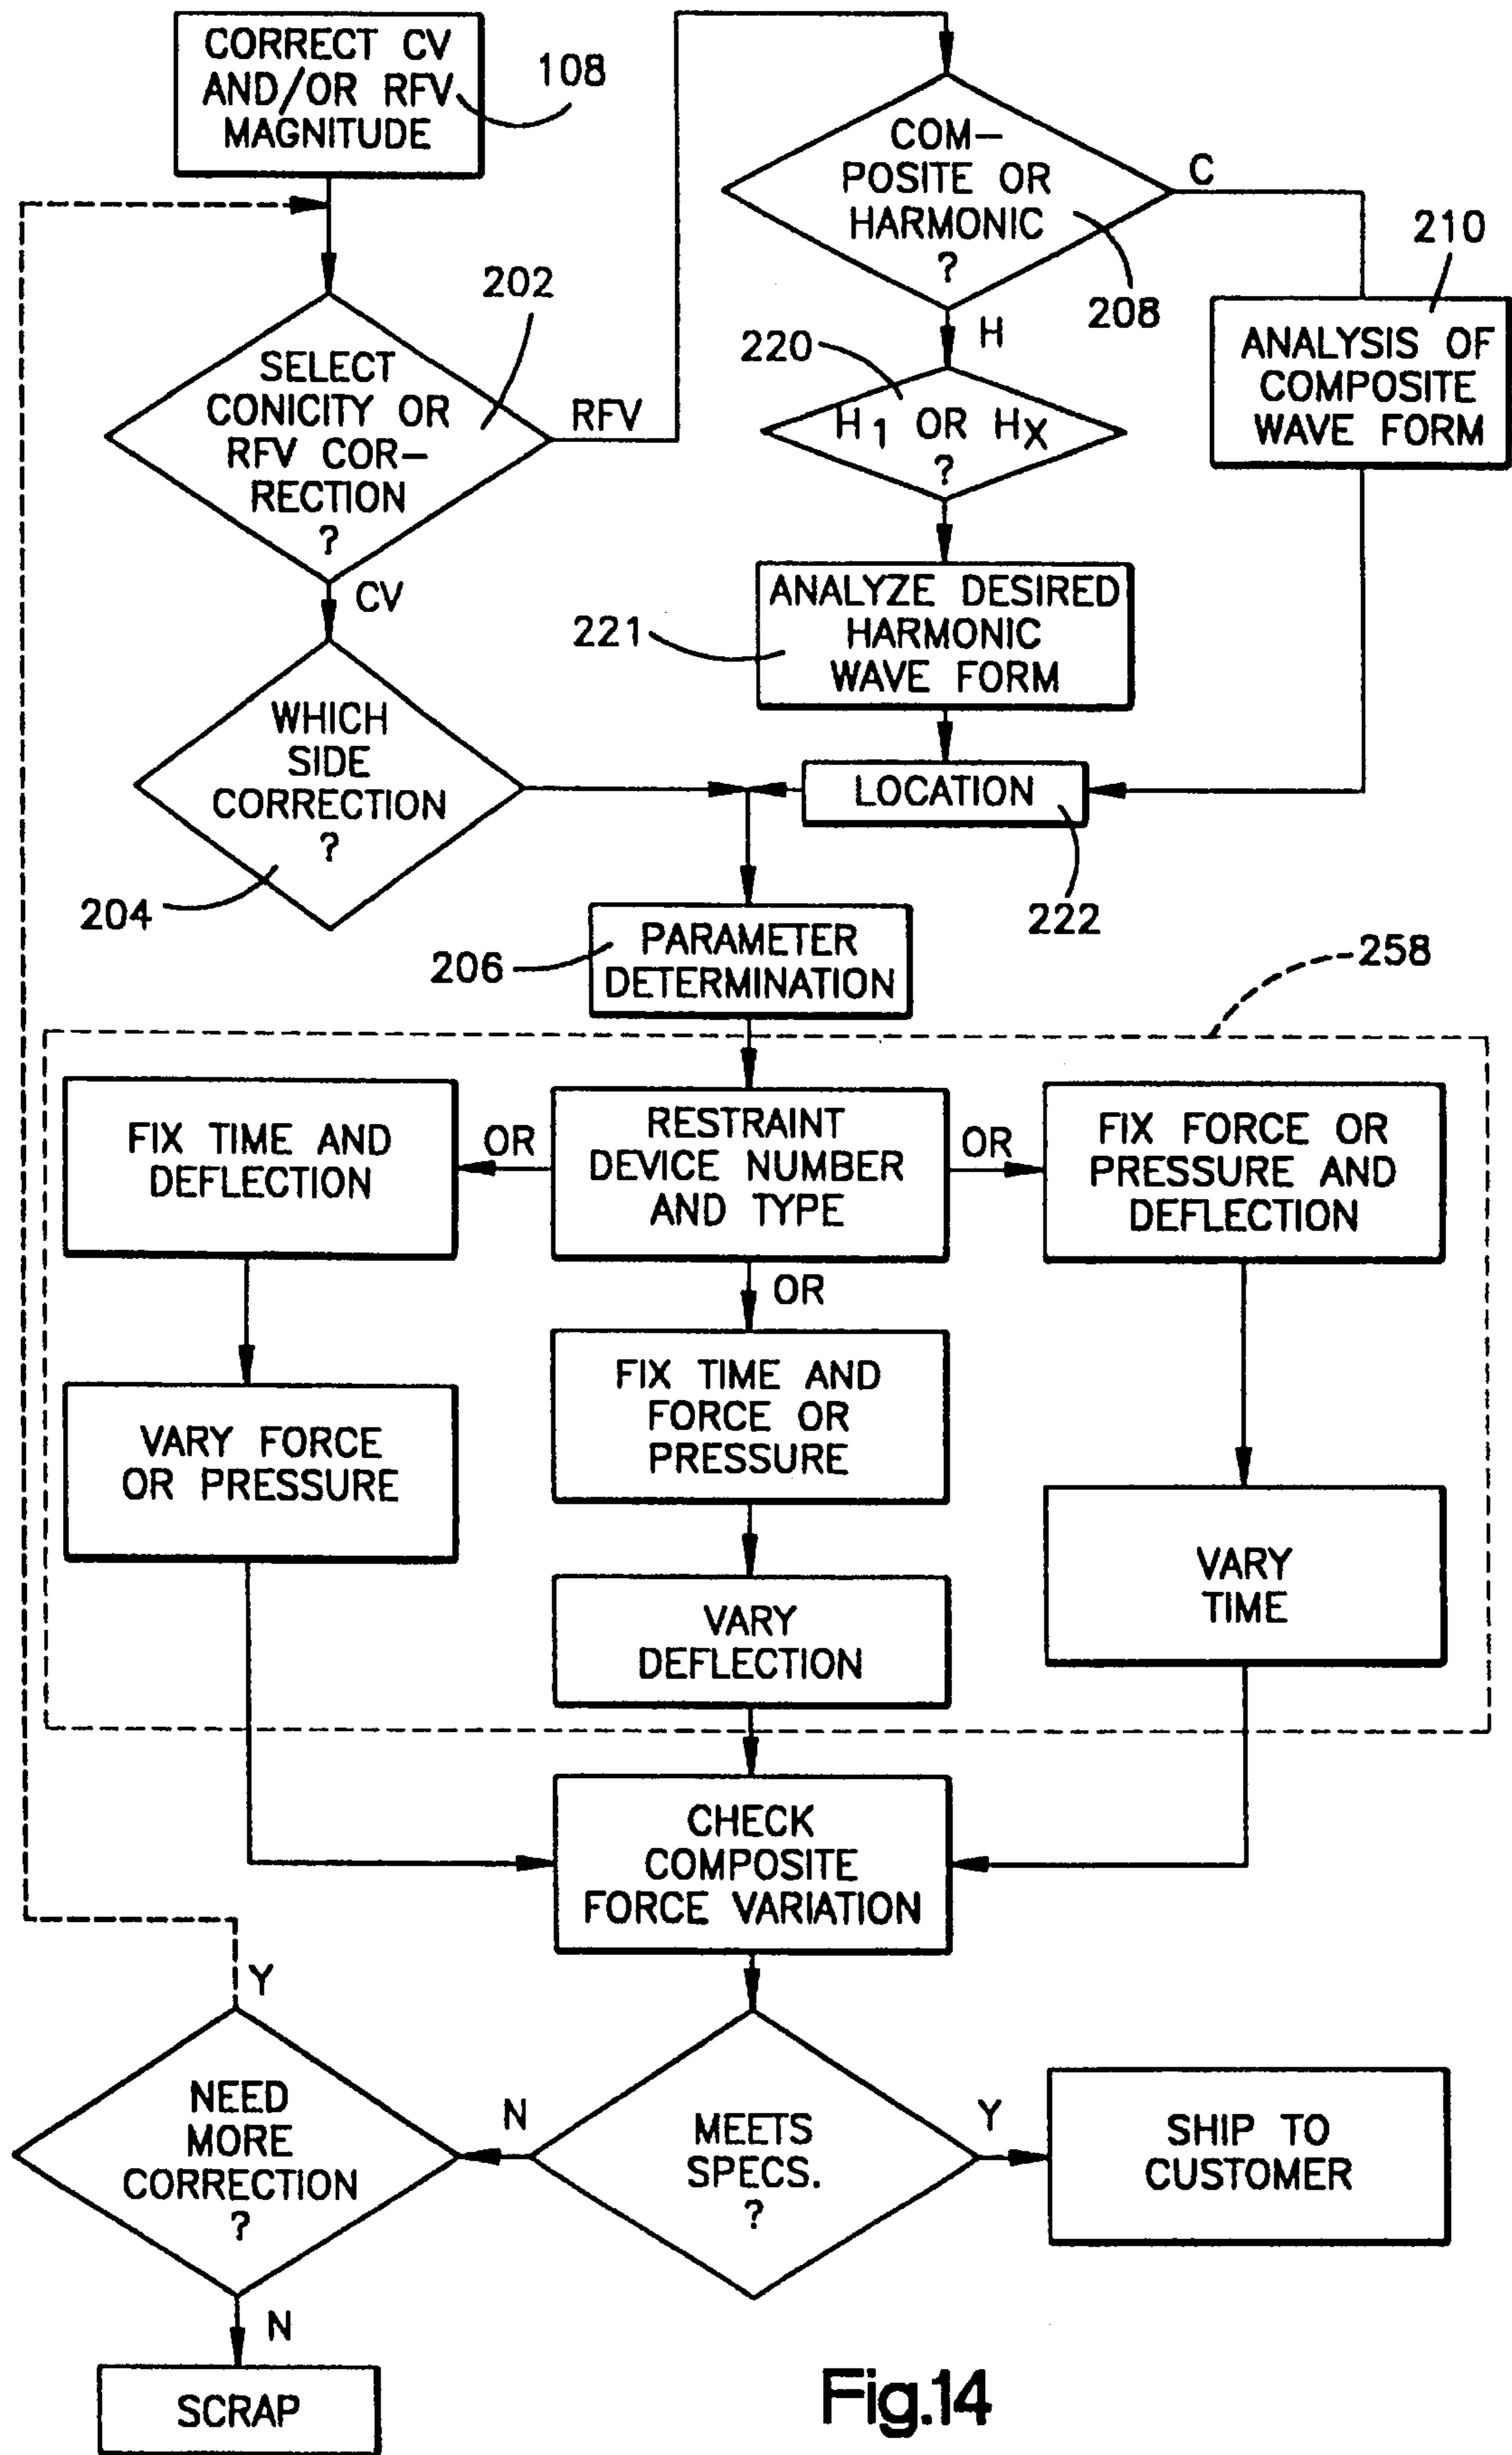 CORRECT CV
AND/OR RFV
MAGNITUDE
108
COM-
POSITE OR
HARMONIC
?
208
C
210
ANALYSIS OF
COMPOSITE
WAVE FORM
202
SELECT
CONICITY OR
RFV COR-
RECTION
?
RFV
H
220
H1 OR HX
?
CV
221
ANALYZE DESIRED
HARMONIC
WAVE FORM
WHICH
SIDE
CORRECTION
?
204
LOCATION
222
206
PARAMETER
DETERMINATION
258
FIX TIME AND
DEFLECTION
OR
RESTRAINT
DEVICE NUMBER
AND TYPE
OR
FIX FORCE OR
PRESSURE AND
DEFLECTION
OR
VARY FORCE
OR PRESSURE
FIX TIME AND
FORCE OR
PRESSURE
VARY
TIME
VARY
DEFLECTION
CHECK
COMPOSITE
FORCE VARIATION
Y
NEED
MORE
CORRECTION
?
N
MEETS
SPECS.
?
Y
SHIP TO
CUSTOMER
N
SCRAP
Fig.14